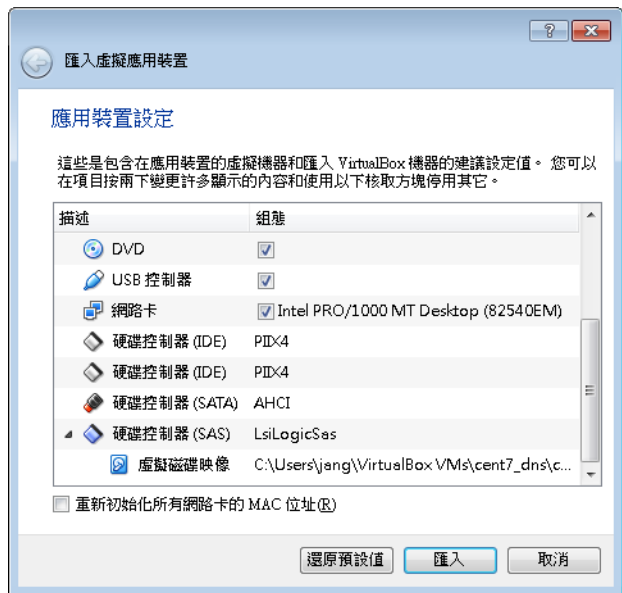 匯入虛擬應用裝置
應用裝置設定
這些是包含在應用裝置的虛擬機器和匯入 VirtualBox 機器的建議設定值。 您可以
在項目按兩下變更許多顯示的內容和使用以下核取方塊停用其它。
描述 組態
DVD
USB 控制器
網路卡 Intel PRO/1000 MT Desktop (82540EM)
硬碟控制器 (IDE) PIIX4
硬碟控制器 (IDE) PIIX4
硬碟控制器 (SATA) AHCI
硬碟控制器 (SAS) LsiLogicSas
虛擬磁碟映像 C:\Users\jang\VirtualBox VMs\cent7_dns\c...
重新初始化所有網路卡的 MAC 位址(R)
還原預設值 匯入 取消